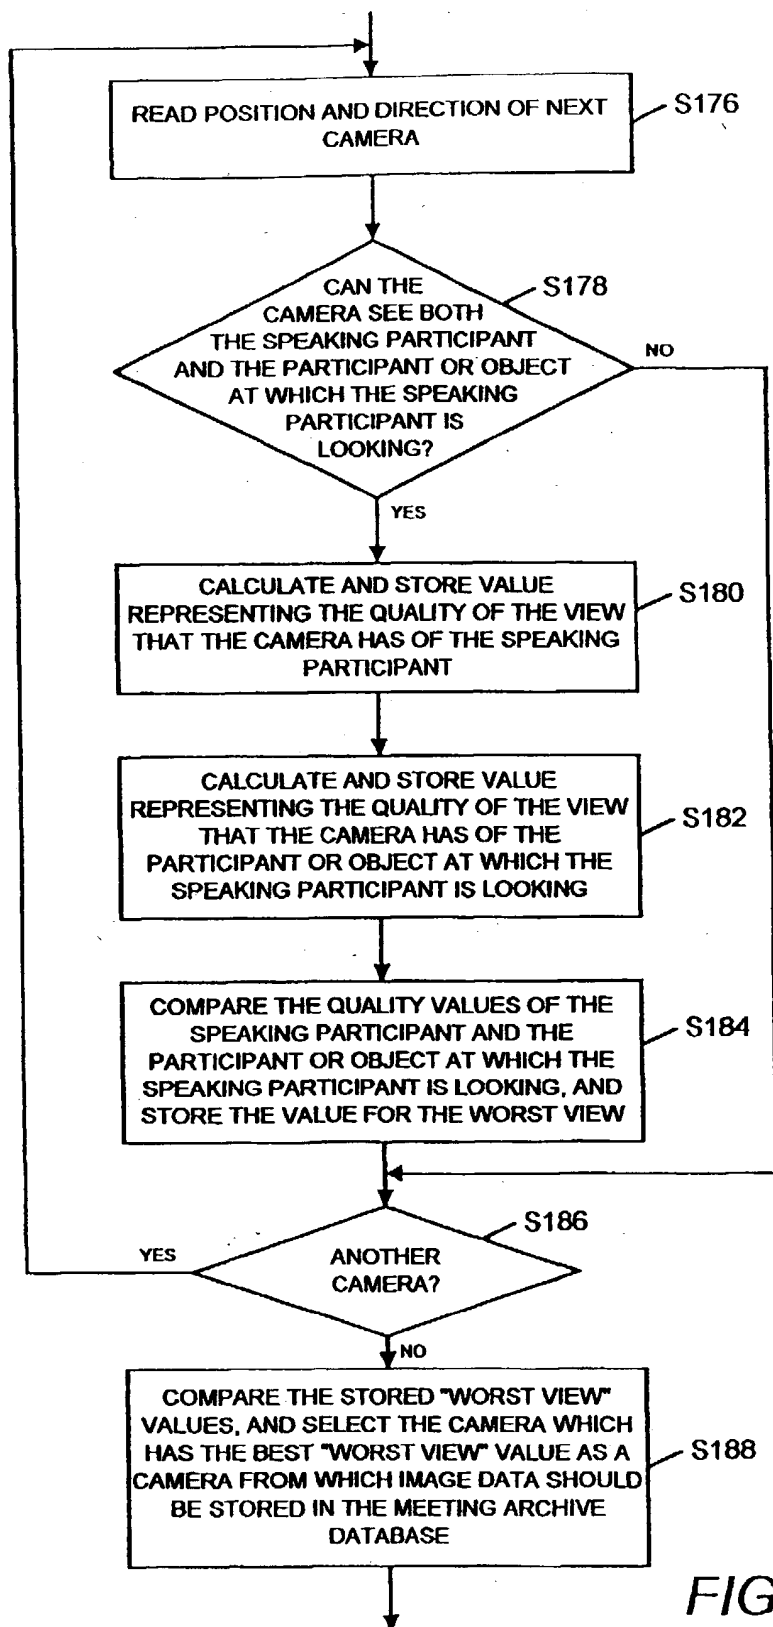 READ POSITION AND DIRECTION OF NEXT
CAMERA
S176
CAN THE
CAMERA SEE BOTH
THE SPEAKING PARTICIPANT
AND THE PARTICIPANT OR OBJECT
AT WHICH THE SPEAKING
PARTICIPANT IS
LOOKING?
S178
NO
YES
CALCULATE AND STORE VALUE
REPRESENTING THE QUALITY OF THE VIEW
THAT THE CAMERA HAS OF THE SPEAKING
PARTICIPANT
S180
CALCULATE AND STORE VALUE
REPRESENTING THE QUALITY OF THE VIEW
THAT THE CAMERA HAS OF THE
PARTICIPANT OR OBJECT AT WHICH THE
SPEAKING PARTICIPANT IS LOOKING
S182
COMPARE THE QUALITY VALUES OF THE
SPEAKING PARTICIPANT AND THE
PARTICIPANT OR OBJECT AT WHICH THE
SPEAKING PARTICIPANT IS LOOKING, AND
STORE THE VALUE FOR THE WORST VIEW
S184
S186
YES
ANOTHER
CAMERA?
NO
COMPARE THE STORED "WORST VIEW"
VALUES, AND SELECT THE CAMERA WHICH
HAS THE BEST "WORST VIEW" VALUE AS A
CAMERA FROM WHICH IMAGE DATA SHOULD
BE STORED IN THE MEETING ARCHIVE
DATABASE
S188
FIG